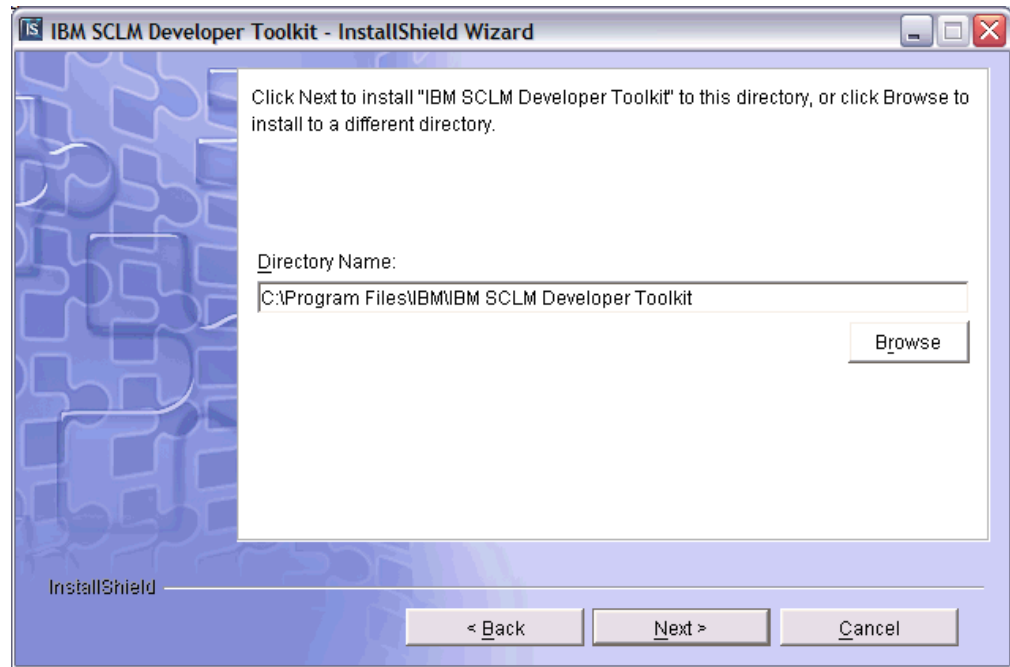 IS IBM SCLM Developer Toolkit - InstallShield Wizard
Click Next to install "IBM SCLM Developer Toolkit" to this directory, or click Browse to
install to a different directory.
Directory Name:
C:\Program Files\IBM\IBM SCLM Developer Toolkit
Browse
InstallShield
< Back Next > Cancel